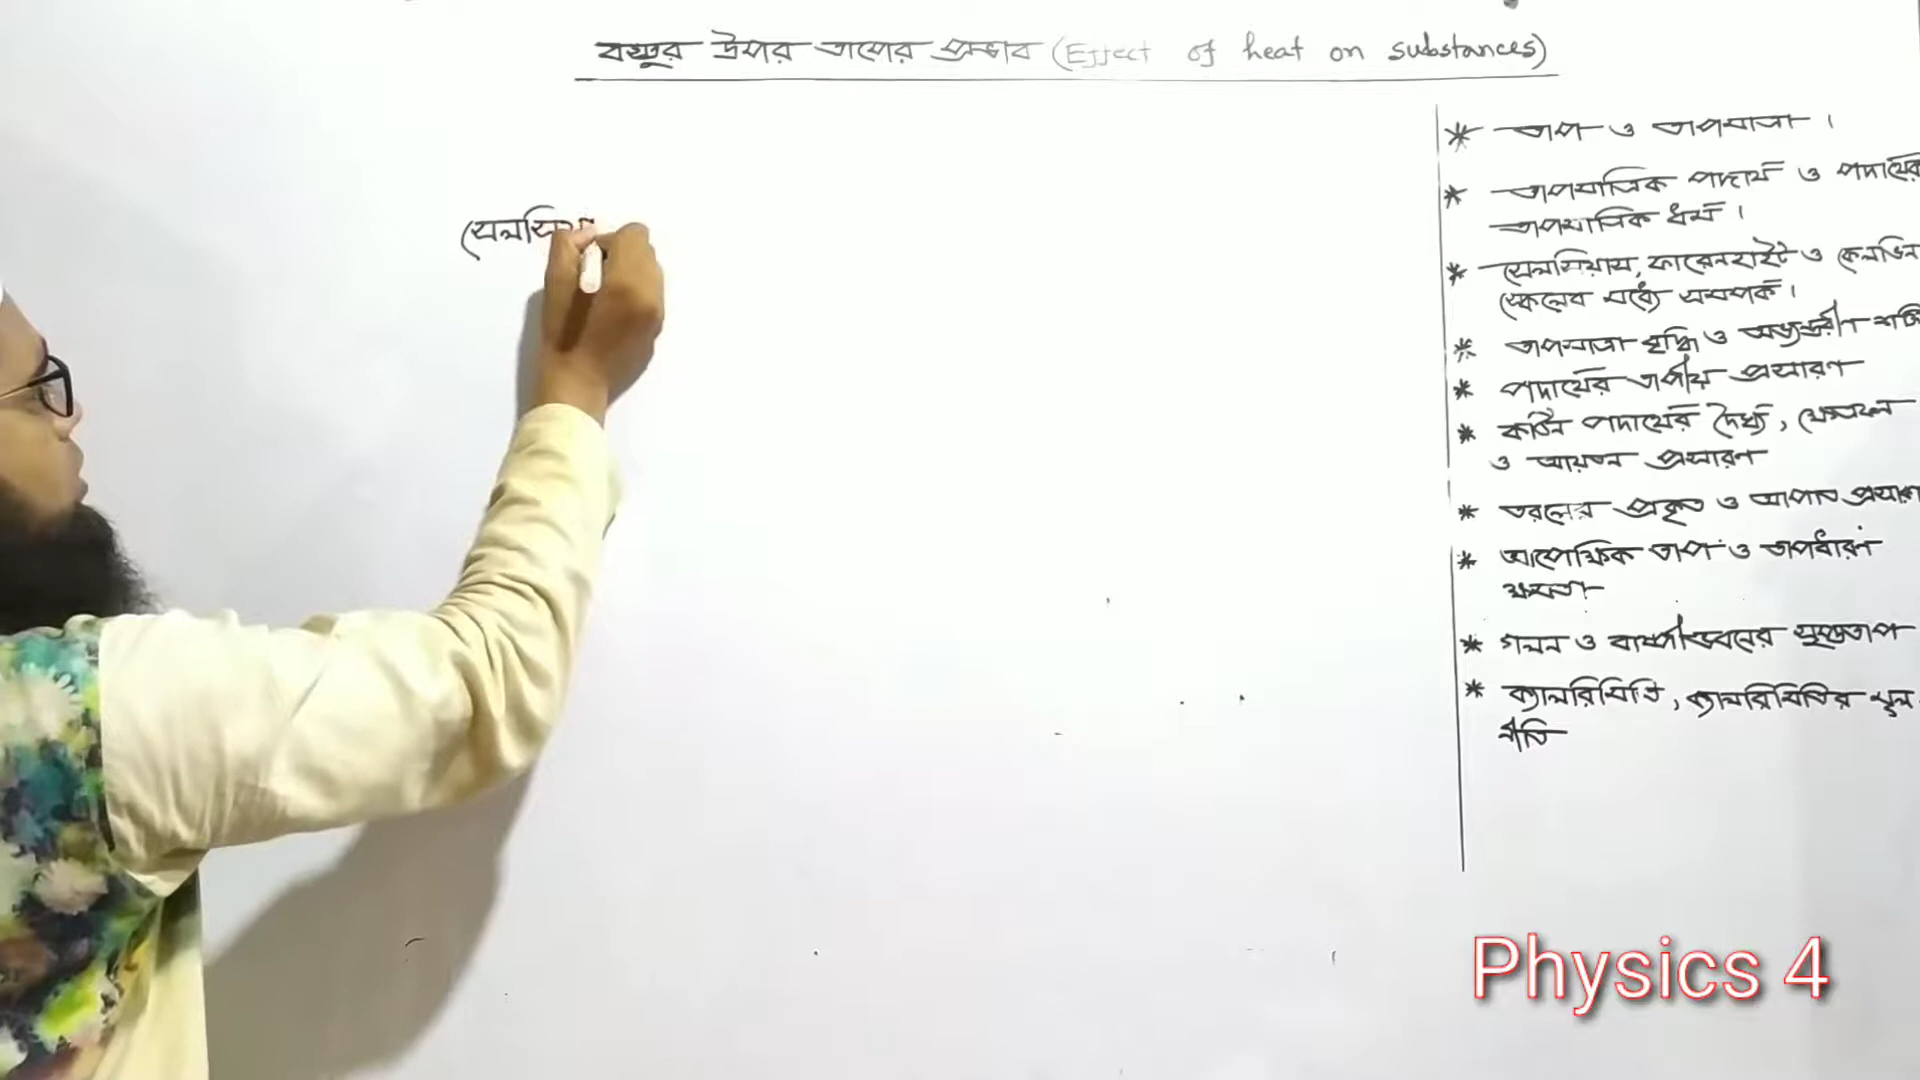 বস্তুর উপর তাপের প্রভাব (Effect of heat on substances)
সেলসিয়
* তাপ ও তাপমাত্রা ।
* তাপমাত্রিক পদার্থ ও পদার্থের
তাপমাত্রিক ধর্ম ।
* সেলসিয়াস, ফারেনহাইট ও কেলভিন
স্কেলের মধ্যে সম্পর্ক ।
* তাপমাত্রা বৃদ্ধি ও অভ্যন্তরীণ শক্তি
* পদার্থের তাপীয় প্রসারণ
* কঠিন পদার্থের দৈর্ঘ্য, ক্ষেত্রফল
ও আয়তন প্রসারণ
* তরলের প্রকৃত ও আপাত প্রসারণ
* আপেক্ষিক তাপ ও তাপধারণ
ক্ষমতা
* গলন ও বাষ্পীভবনের সুপ্ততাপ
* ক্যালরিমিতি, ক্যালরিমিতির মূল
নীতি
Physics 4